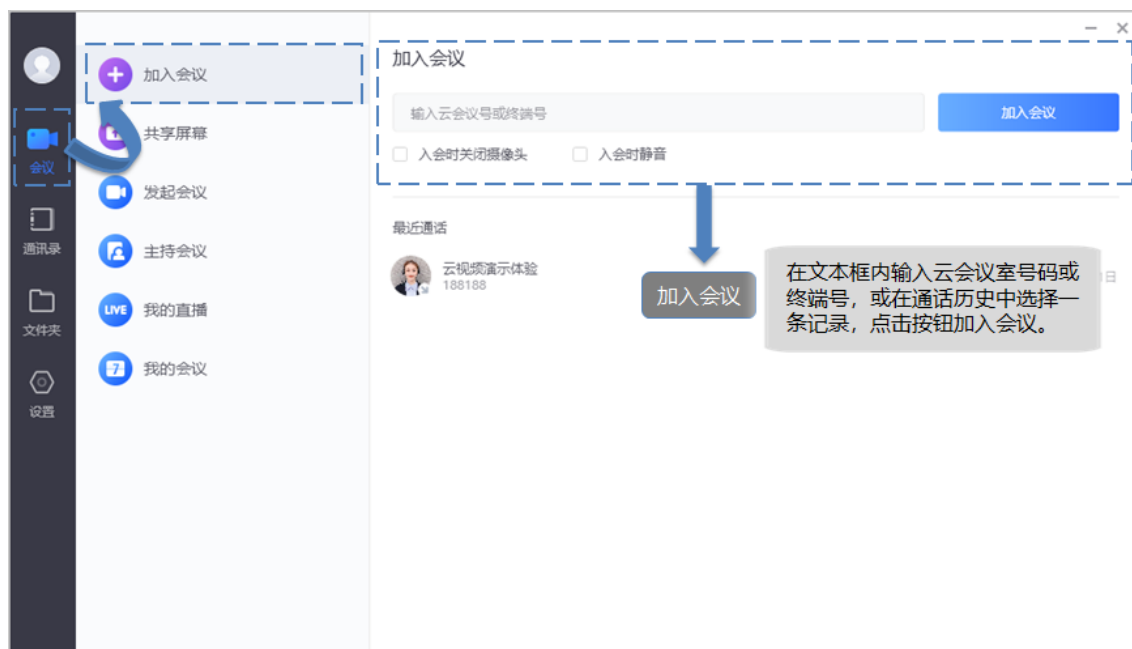 加入会议
加入会议
输入云会议号或终端号
加入会议
入会时关闭摄像头
入会时静音
会议
共享屏幕
发起会议
通讯录
主持会议
最近通话
云视频演示体验
188188
加入会议
在文本框内输入云会议室号码或
终端号，或在通话历史中选择一
条记录，点击按钮加入会议。
日
文件夹
LIVE
我的直播
7
我的会议
设置